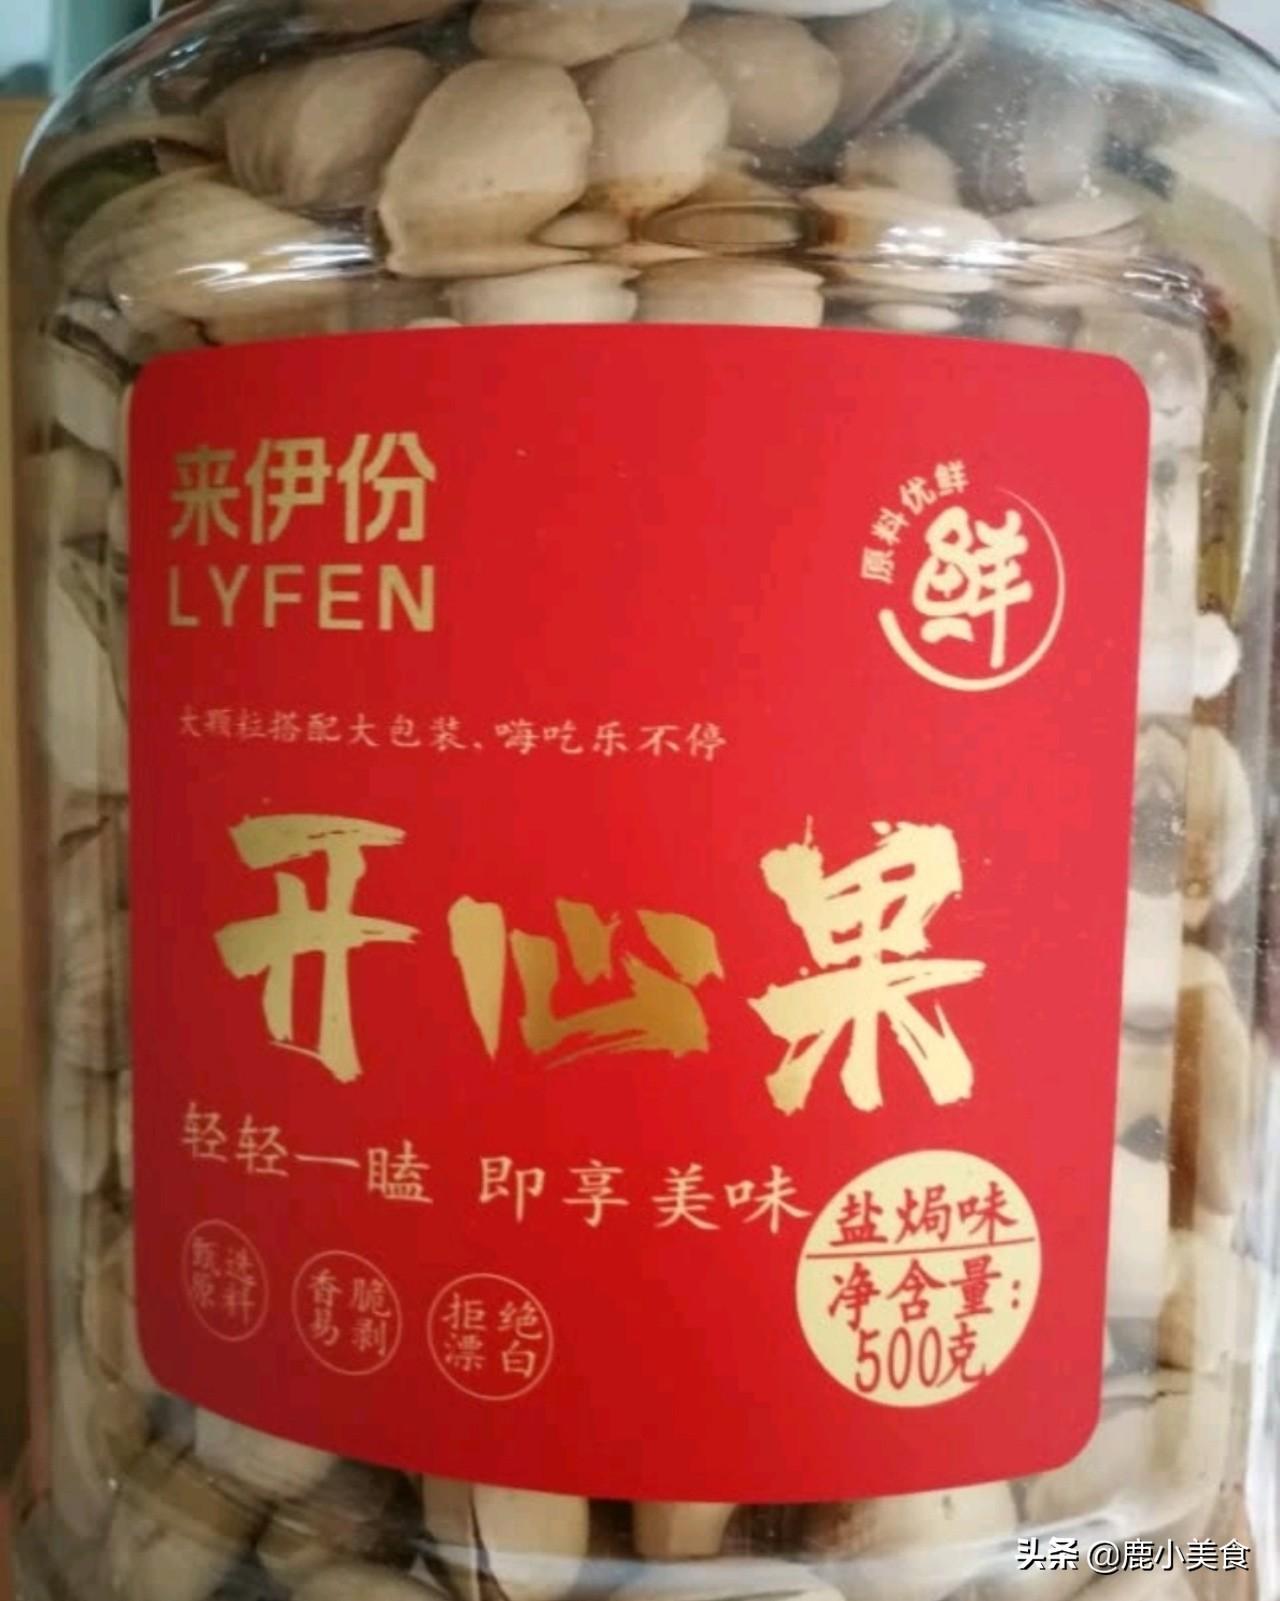 来伊份
LYFEN
原料优鲜
鲜
大颗粒搭配大包装、嗨吃乐不停
开心果
轻轻一嗑 即享美味
甄选
原料
香脆
易剥
拒绝
漂白
盐焗味
净含量:
500克
头条 @鹿小美食